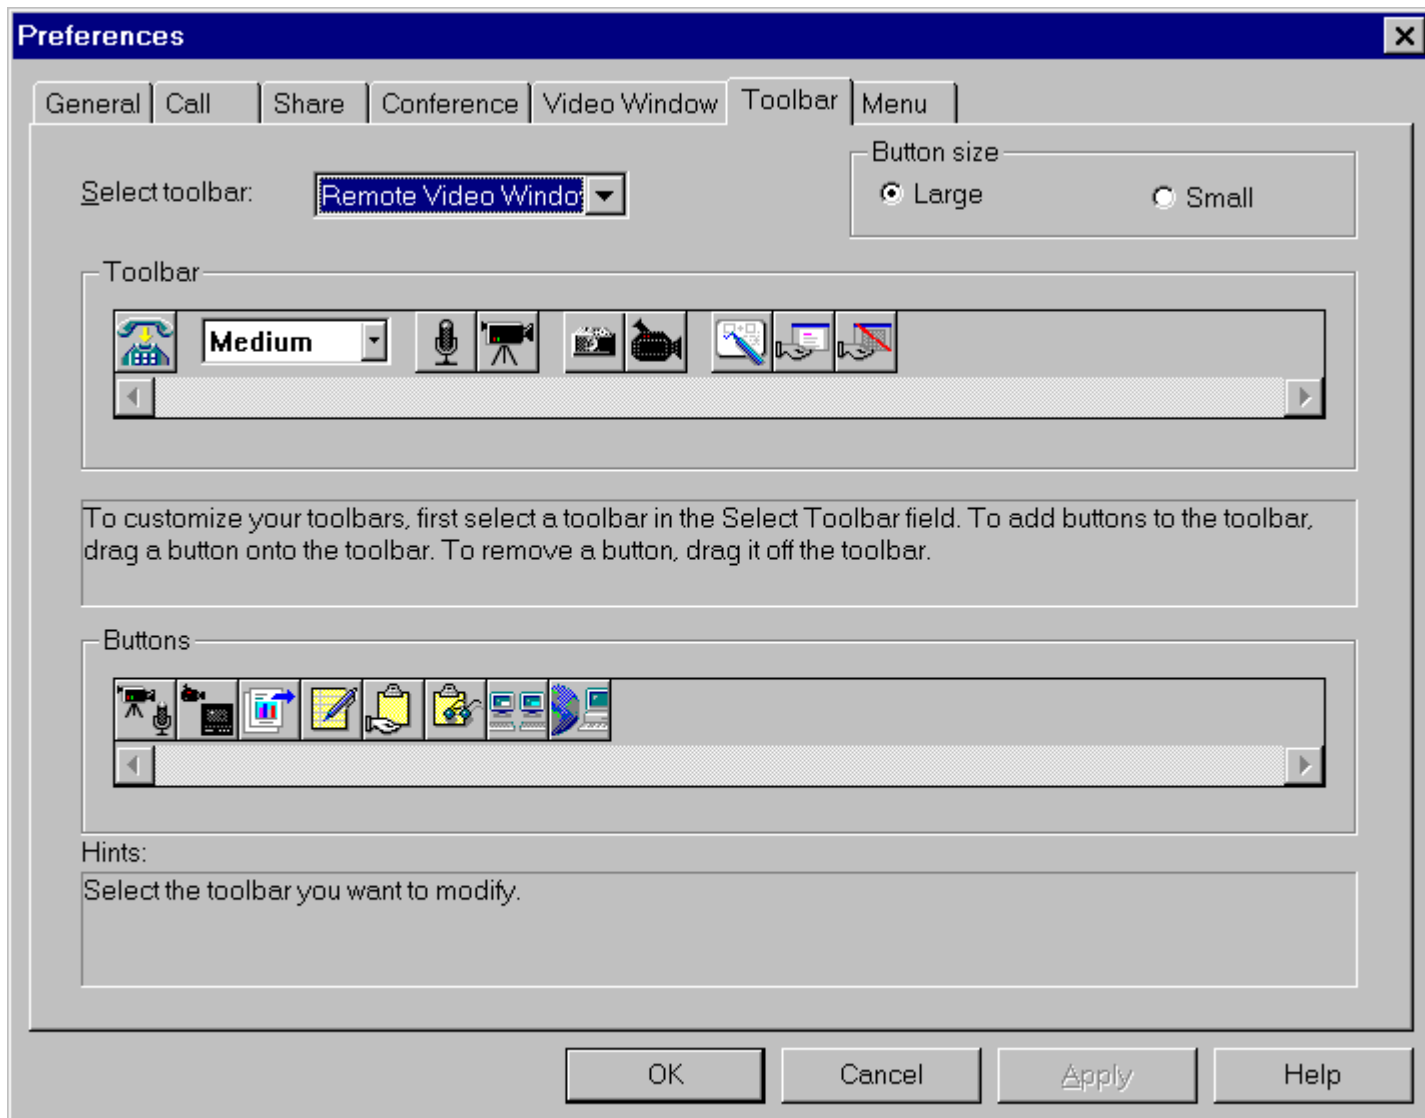 Preferences
General Call Share Conference Video Window Toolbar Menu
Button size
Select toolbar: Remote Video Windo
Large Small
Toolbar
Medium
To customize your toolbars, first select a toolbar in the Select Toolbar field. To add buttons to the toolbar,
drag a button onto the toolbar. To remove a button, drag it off the toolbar.
Buttons
Hints:
Select the toolbar you want to modify.
OK Cancel Apply Help